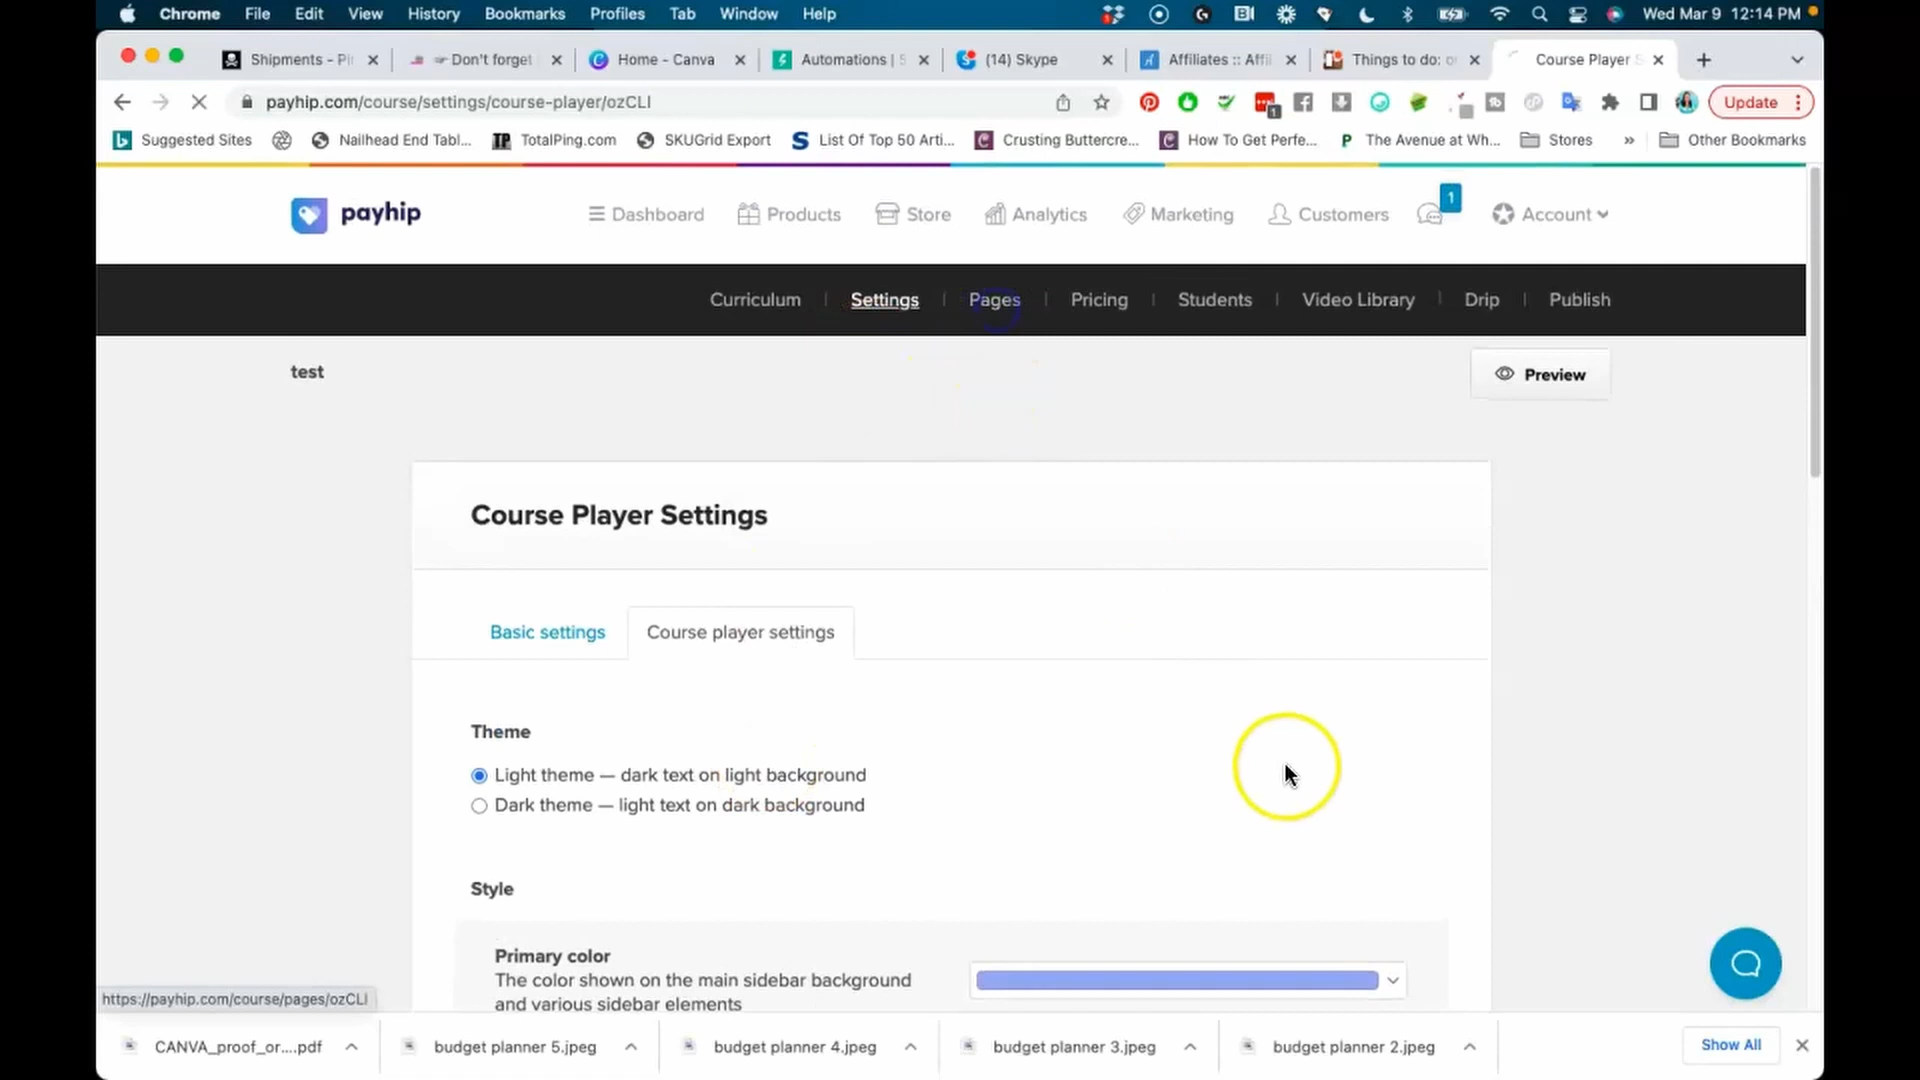 Chrome File Edit View History Bookmarks Profiles Tab Window Help Wed Mar 9 12:14 PM
Shipments - Pi Don't forget Home - Canva Automations | S (14) Skype Affiliates :: Affil Things to do: o Course Player S
payhip.com/course/settings/course-player/ozCLI Update
Suggested Sites Nailhead End Tabl... TotalPing.com SKUGrid Export List Of Top 50 Arti... Crusting Buttercre... How To Get Perfe... The Avenue at Wh... Stores » Other Bookmarks
payhip Dashboard Products Store Analytics Marketing Customers 1 Account
Curriculum Settings Pages Pricing Students Video Library Drip Publish
test Preview
Course Player Settings
Basic settings Course player settings
Theme
Light theme — dark text on light background
Dark theme — light text on dark background
Style
Primary color
The color shown on the main sidebar background
and various sidebar elements
https://payhip.com/course/pages/ozCLI
CANVA_proof_or....pdf budget planner 5.jpeg budget planner 4.jpeg budget planner 3.jpeg budget planner 2.jpeg Show All